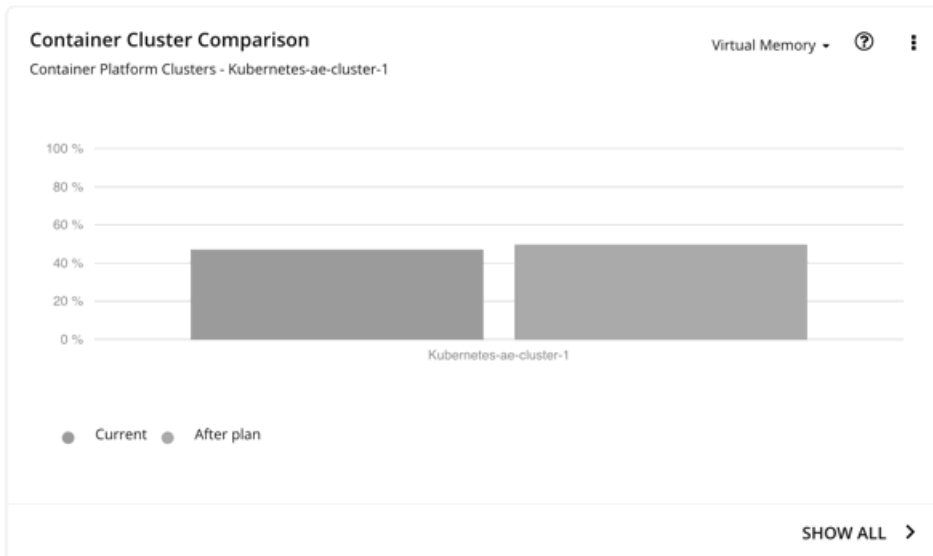 Container Cluster Comparison
Virtual Memory
Container Platform Clusters - Kubernetes-ae-cluster-1
100 %
80 %
60 %
40 %
20 %
0 %
Kubernetes-ae-cluster-1
Current
After plan
SHOW ALL